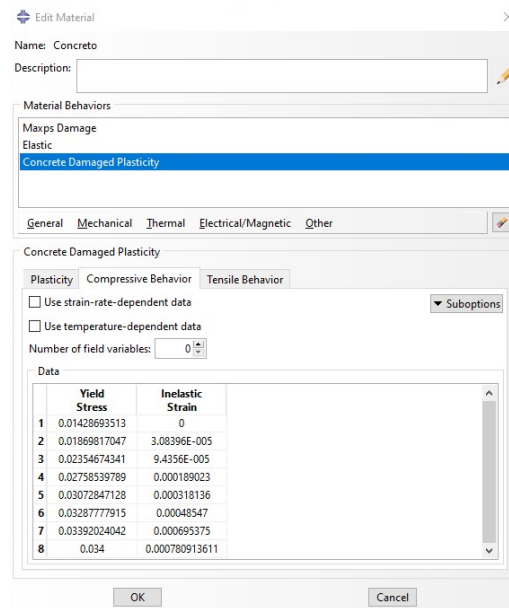 Edit Material
Name: Concreto
Description:
Material Behaviors
Maxps Damage
Elastic
Concrete Damaged Plasticity
General Mechanical Thermal Electrical/Magnetic Other
Concrete Damaged Plasticity
Plasticity Compressive Behavior Tensile Behavior
Use strain-rate-dependent data
Suboptions
Use temperature-dependent data
Number of field variables: 0
Data
Yield Inelastic
Stress Strain
1 0.01428693513 0
2 0.01869817047 3.08396E-005
3 0.02354674341 9.4356E-005
4 0.02758539789 0.000189023
5 0.03072847128 0.000318136
6 0.03287777915 0.00048547
7 0.03392024042 0.000695375
8 0.034 0.000780913611
OK Cancel